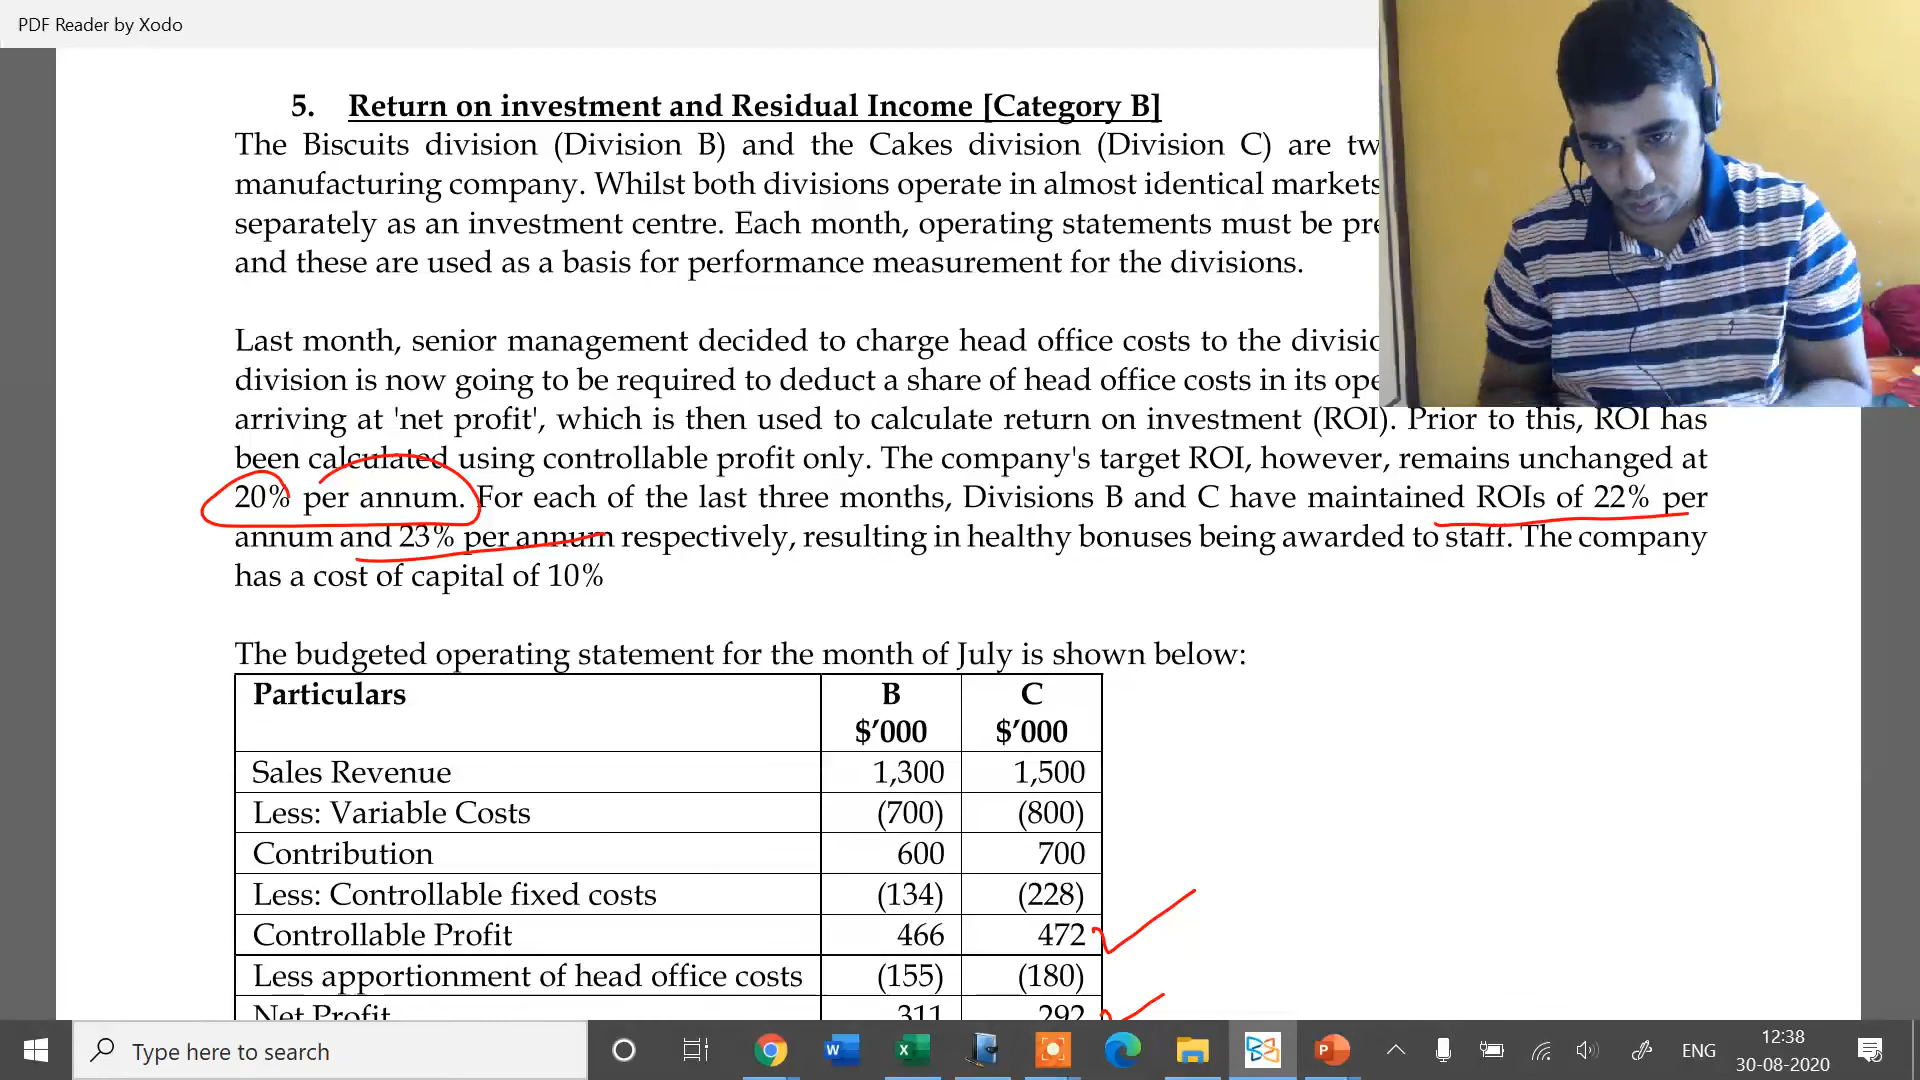 PDF Reader by Xodo
5. Return on investment and Residual Income [Category B]
The Biscuits division (Division B) and the Cakes division (Division C) are
manufacturing company. Whilst both divisions operate in almost identical markets
separately as an investment centre. Each month, operating statements must be
and these are used as a basis for performance measurement for the divisions.
Last month, senior management decided to charge head office costs to the
division is now going to be required to deduct a share of head office costs in its
arriving at 'net profit', which is then used to calculate return on investment (ROI). Prior to this, ROI has
been calculated using controllable profit only. The company's target ROI, however, remains unchanged at
20% per annum. For each of the last three months, Divisions B and C have maintained ROIs of 22% per
annum and 23% per annum respectively, resulting in healthy bonuses being awarded to staff. The company
has a cost of capital of 10%
The budgeted operating statement for the month of July is shown below:
Particulars B C
$'000 $'000
Sales Revenue 1,300 1,500
Less: Variable Costs (700) (800)
Contribution 600 700
Less: Controllable fixed costs (134) (228)
Controllable Profit 466 472
Less apportionment of head office costs (155) (180)
Net Profit 311 292
Type here to search
ENG
12:38
30-08-2020